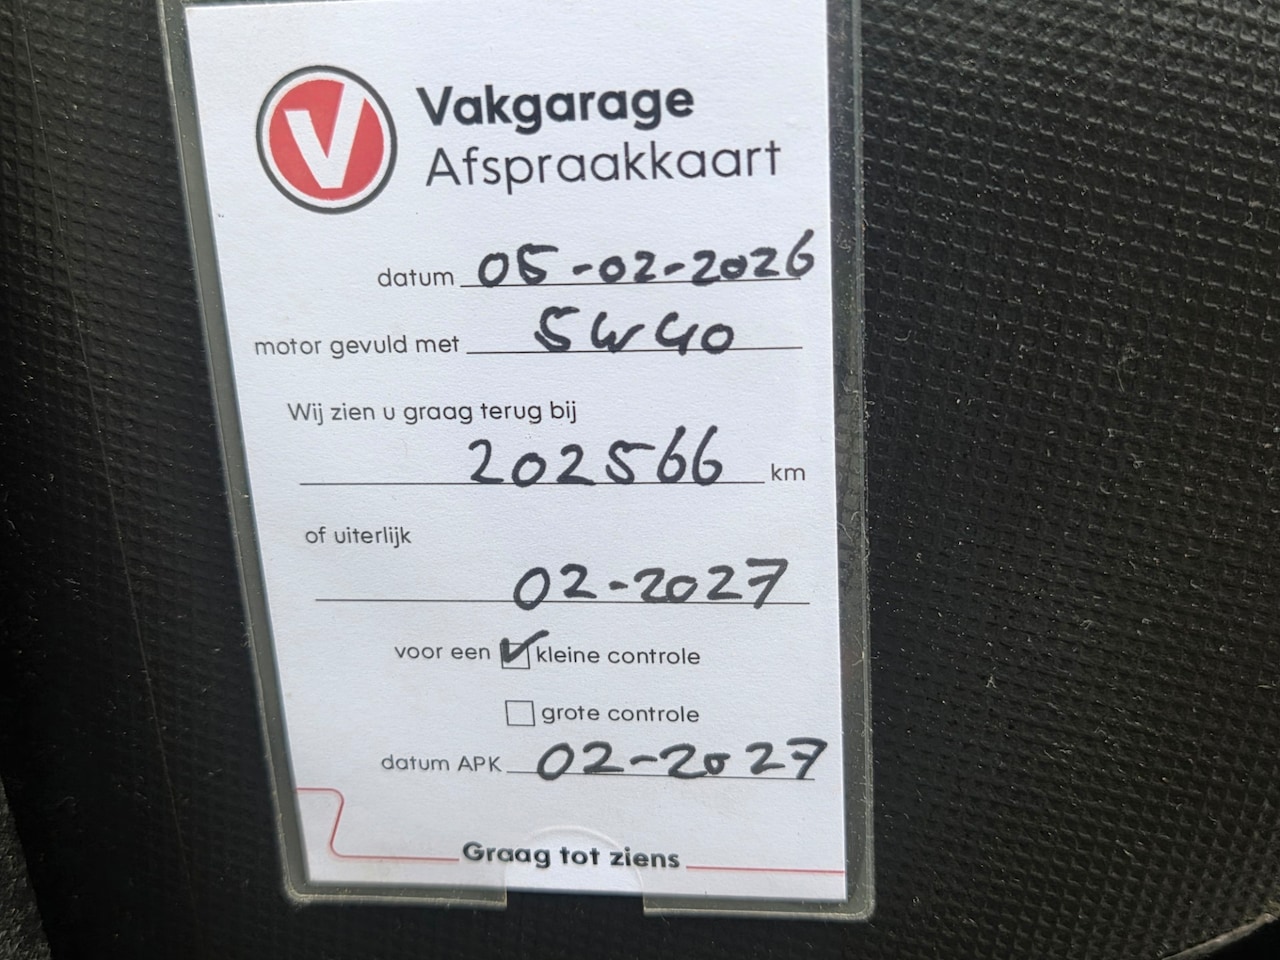 V
Vakgarage
Afspraakkaart
datum 05-02-2026
motor gevuld met 5W40
Wij zien u graag terug bij
202566 km
of uiterlijk
02-2027
voor een kleine controle
grote controle
datum APK 02-2027
Graag tot ziens